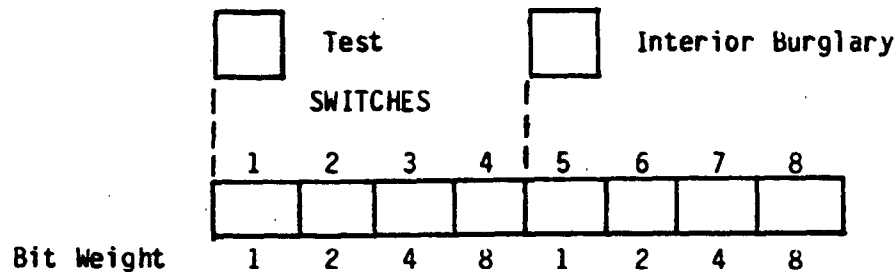 Test Interior Burglary
SWITCHES
1 2 3 4 5 6 7 8
Bit Weight 1 2 4 8 1 2 4 8